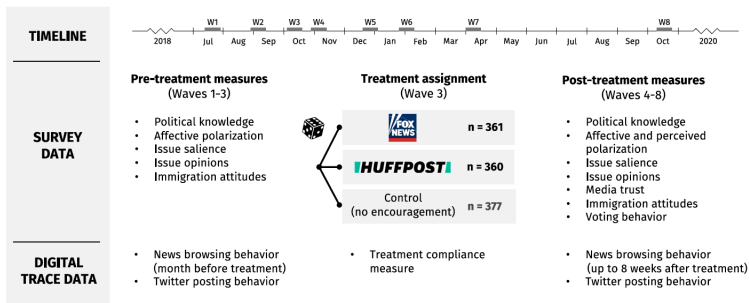 TIMELINE
W1 W2 W3 W4 W5 W6 W7 W8
2018 Jul Aug Sep Oct Nov Dec Jan Feb Mar Apr May Jun Jul Aug Sep Oct 2020
SURVEY
DATA
Pre-treatment measures
(Waves 1-3)
• Political knowledge
• Affective polarization
• Issue salience
• Issue opinions
• Immigration attitudes
Treatment assignment
(Wave 3)
FOX
NEWS
n = 361
HUFFPOST
n = 360
Control
(no encouragement)
n = 377
Post-treatment measures
(Waves 4-8)
• Political knowledge
• Affective and perceived
polarization
• Issue salience
• Issue opinions
• Media trust
• Immigration attitudes
• Voting behavior
DIGITAL
TRACE DATA
• News browsing behavior
(month before treatment)
• Twitter posting behavior
• Treatment compliance
measure
• News browsing behavior
(up to 8 weeks after treatment)
• Twitter posting behavior